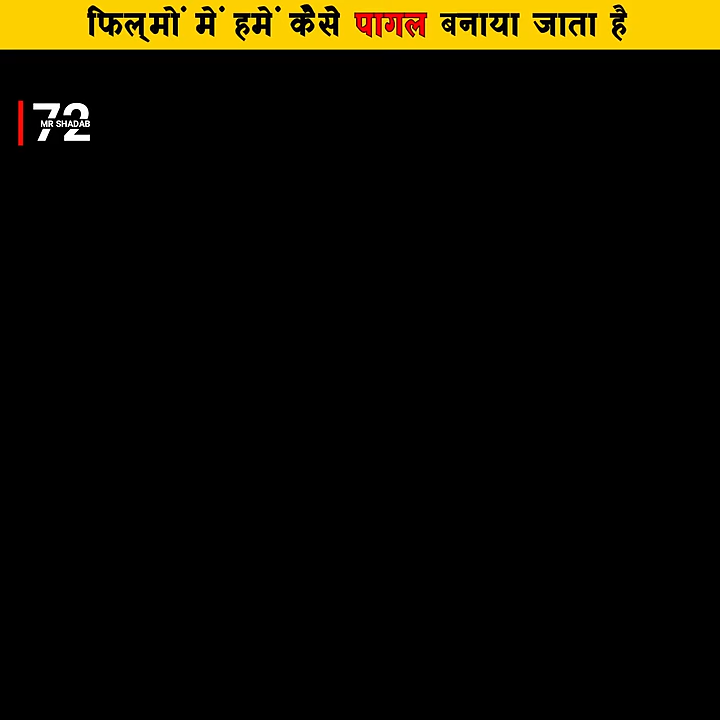 फिल्मों में हमें कैसे पागल बनाया जाता है
72
MR SHADAB